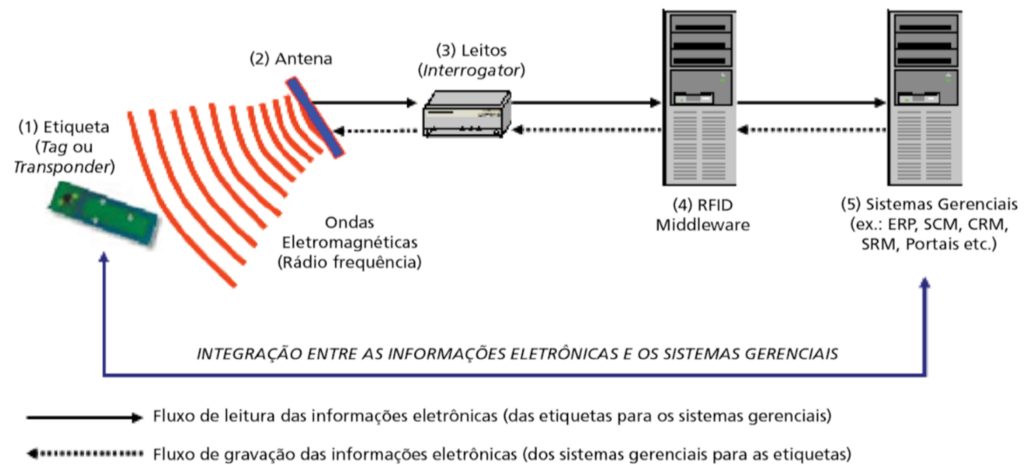 (1) Etiqueta
(Tag ou
Transponder)
(2) Antena
Ondas
Eletromagnéticas
(Rádio frequência)
(3) Leitos
(Interrogator)
(4) RFID
Middleware
(5) Sistemas Gerenciais
(ex.: ERP, SCM, CRM,
SRM, Portais etc.)
INTEGRAÇÃO ENTRE AS INFORMAÇÕES ELETRÔNICAS E OS SISTEMAS GERENCIAIS
Fluxo de leitura das informações eletrônicas (das etiquetas para os sistemas gerenciais)
Fluxo de gravação das informações eletrônicas (dos sistemas gerenciais para as etiquetas)